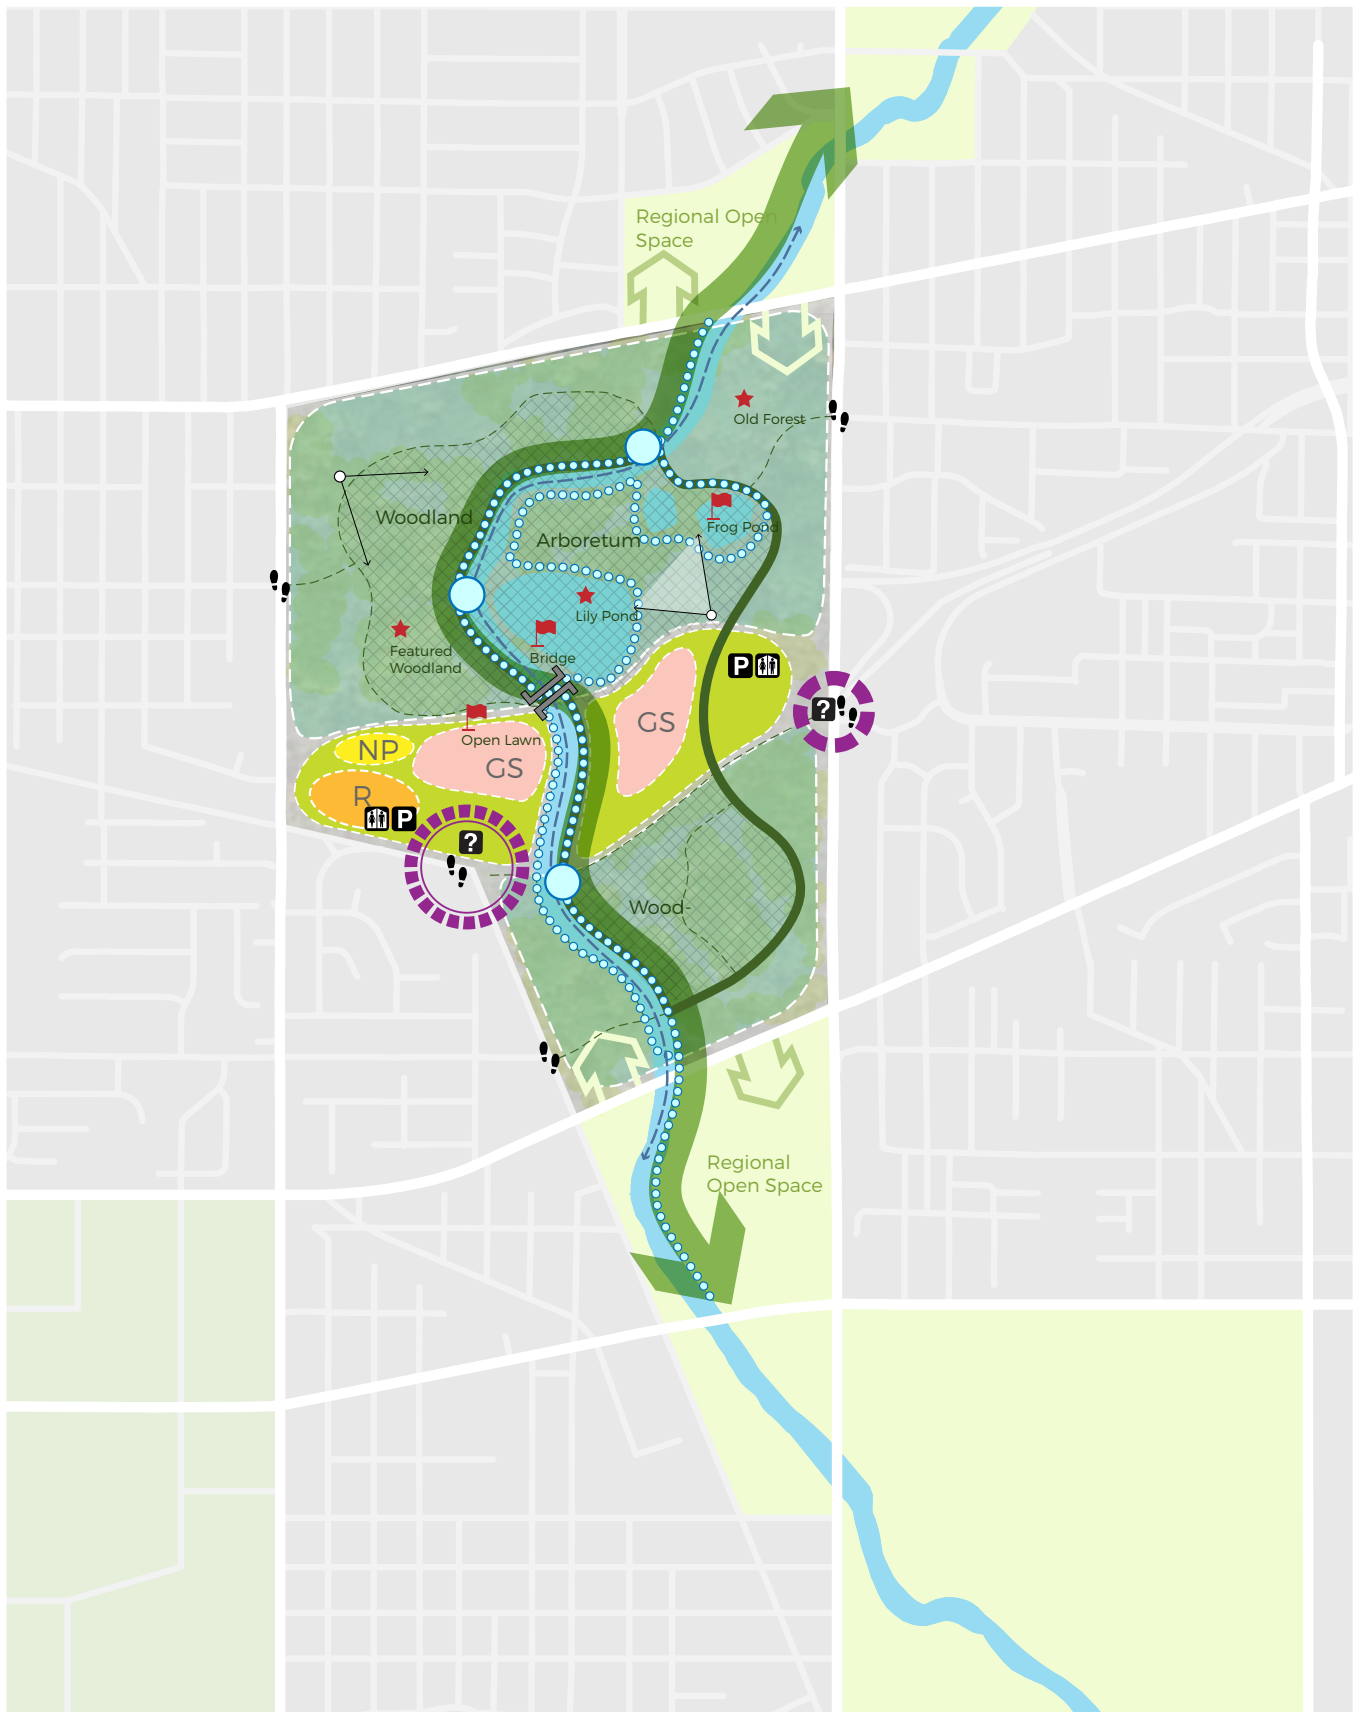 Regional Open
Space
Old Forest
Woodland
Frog Pond
Arboretum
Lily Pond
Featured
Woodland
Bridge
P
GS
?
Open Lawn
NP
GS
R
P
?
Wood-
Regional
Open Space